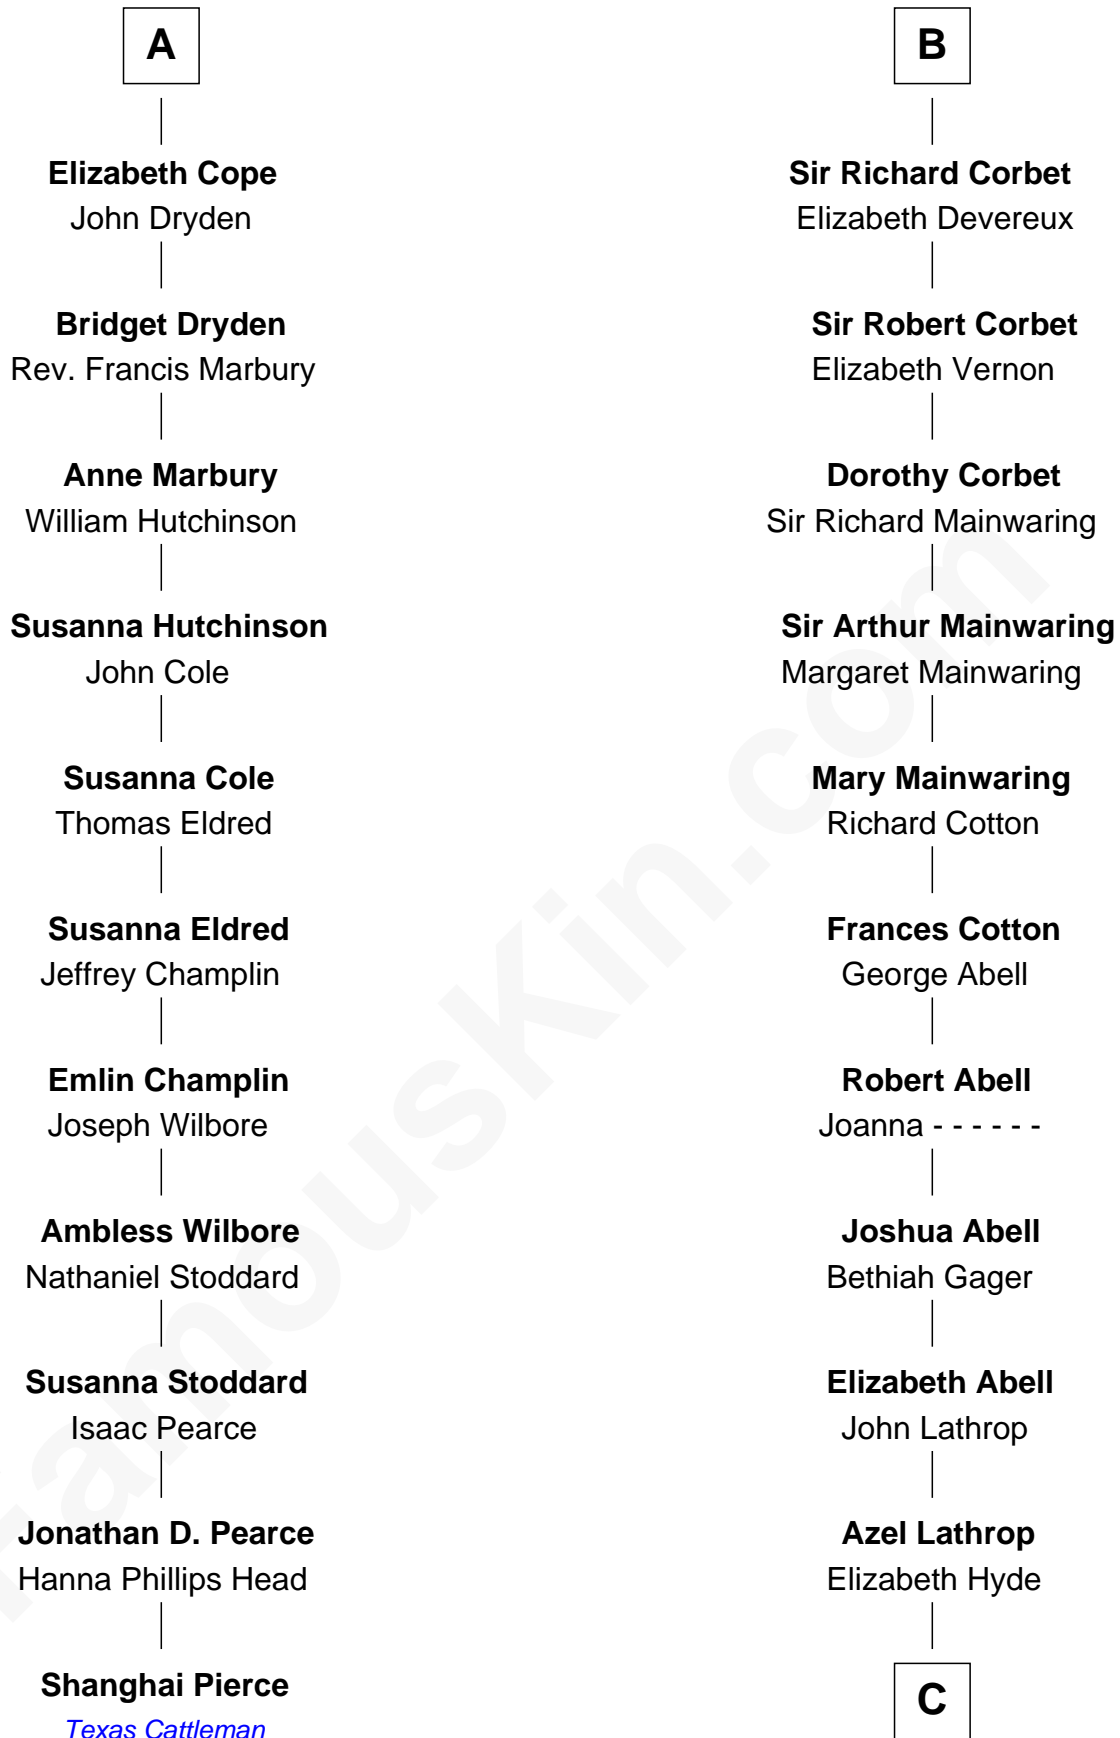 A
Elizabeth Cope
John Dryden
Bridget Dryden
Rev. Francis Marbury
Anne Marbury
William Hutchinson
Susanna Hutchinson
John Cole
Susanna Cole
Thomas Eldred
Susanna Eldred
Jeffrey Champlin
Emlin Champlin
Joseph Wilbore
Ambless Wilbore
Nathaniel Stoddard
Susanna Stoddard
Isaac Pearce
Jonathan D. Pearce
Hanna Phillips Head
Shanghai Pierce
Texas Cattleman
B
Sir Richard Corbet
Elizabeth Devereux
Sir Robert Corbet
Elizabeth Vernon
Dorothy Corbet
Sir Richard Mainwaring
Sir Arthur Mainwaring
Margaret Mainwaring
Mary Mainwaring
Richard Cotton
Frances Cotton
George Abell
Robert Abell
Joanna - - - - - -
Joshua Abell
Bethiah Gager
Elizabeth Abell
John Lathrop
Azel Lathrop
Elizabeth Hyde
C
FamousKin.com